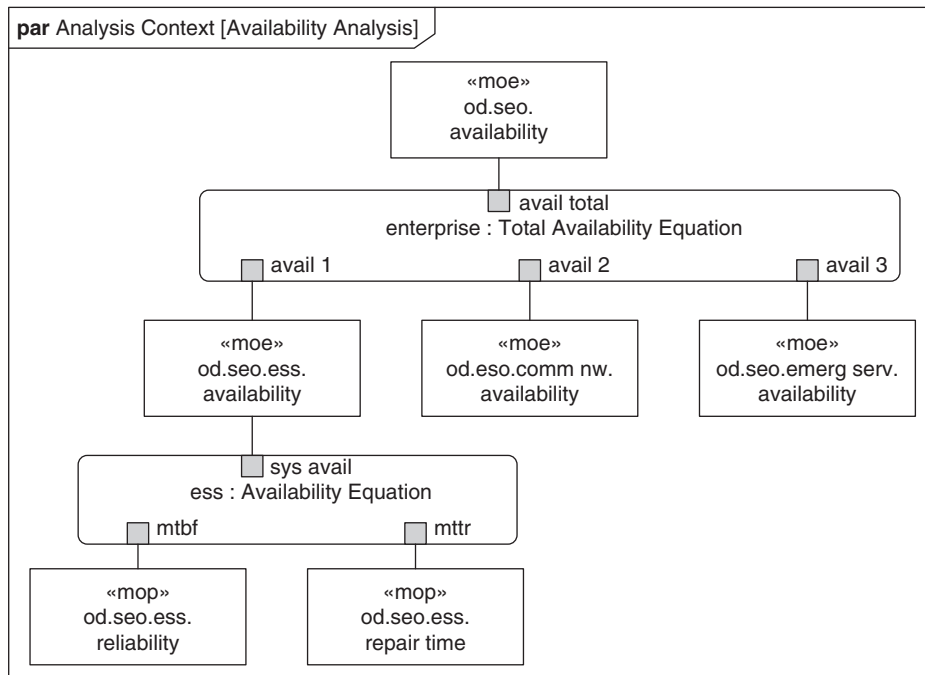 par Analysis Context [Availability Analysis]
«moe»
od.seo.
availability
avail total
enterprise : Total Availability Equation
avail 1
avail 2
avail 3
«moe»
od.seo.ess.
availability
«moe»
od.eso.comm nw.
availability
«moe»
od.seo.emerg serv.
availability
sys avail
ess : Availability Equation
mtbf
mttr
«mop»
od.seo.ess.
reliability
«mop»
od.seo.ess.
repair time